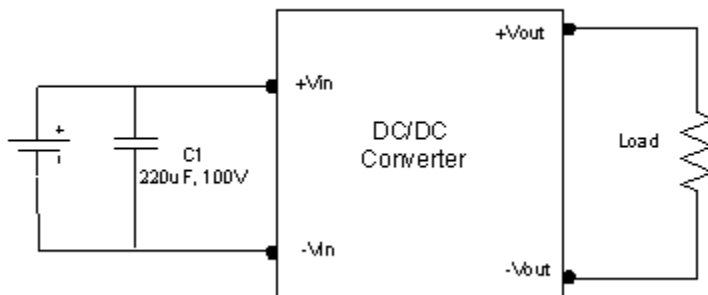 +Vout
+Vin
+
DC/DC
Converter
Load
-
C1
220uF, 100V
-Vin
-Vout